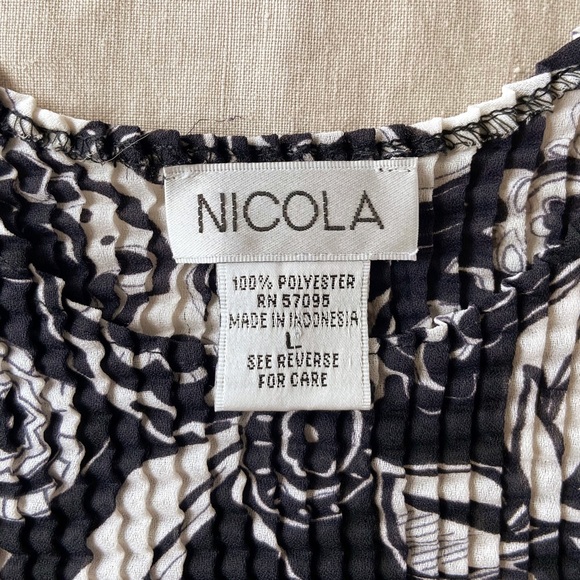 NICOLA
100% POLYESTER
RN 57095
MADE IN INDONESIA
L
SEE REVERSE
FOR CARE